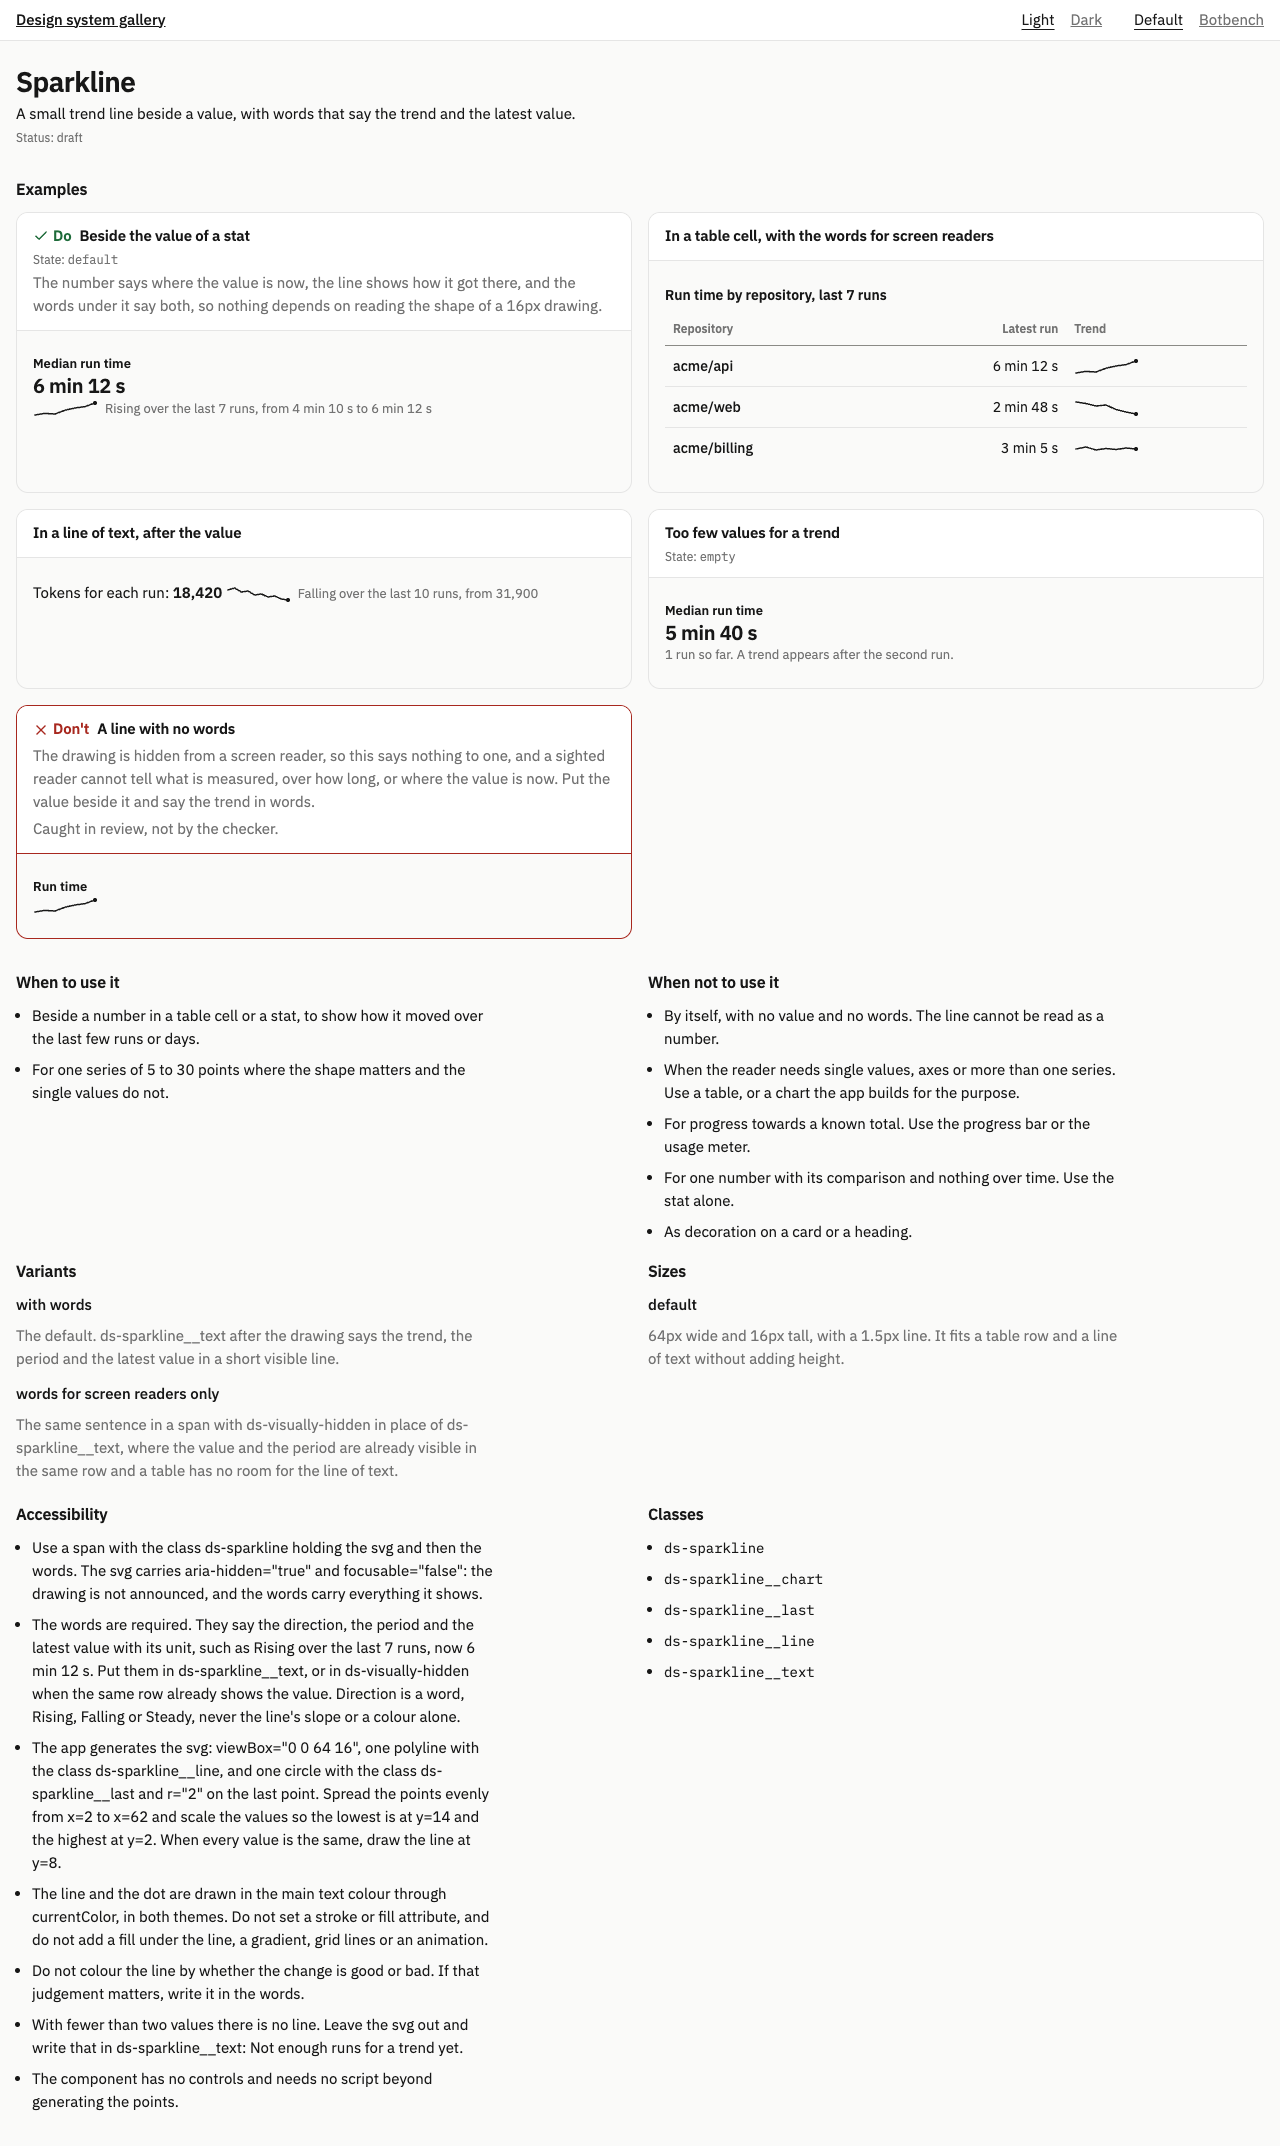 Design system gallery
Light Dark Default Botbench
Sparkline
A small trend line beside a value, with words that say the trend and the latest value.
Status: draft
Examples
Do Beside the value of a stat
State: default
The number says where the value is now, the line shows how it got there, and the
words under it say both, so nothing depends on reading the shape of a 16px drawing.
Median run time
6 min 12 s
Rising over the last 7 runs, from 4 min 10 s to 6 min 12 s
In a table cell, with the words for screen readers
Run time by repository, last 7 runs
Repository Latest run Trend
acme/api 6 min 12 s
acme/web 2 min 48 s
acme/billing 3 min 5 s
In a line of text, after the value
Tokens for each run: 18,420 Falling over the last 10 runs, from 31,900
Too few values for a trend
State: empty
Median run time
5 min 40 s
1 run so far. A trend appears after the second run.
Don't A line with no words
The drawing is hidden from a screen reader, so this says nothing to one, and a sighted
reader cannot tell what is measured, over how long, or where the value is now. Put the
value beside it and say the trend in words.
Caught in review, not by the checker.
Run time
When to use it
Beside a number in a table cell or a stat, to show how it moved over
the last few runs or days.
For one series of 5 to 30 points where the shape matters and the
single values do not.
When not to use it
By itself, with no value and no words. The line cannot be read as a
number.
When the reader needs single values, axes or more than one series.
Use a table, or a chart the app builds for the purpose.
For progress towards a known total. Use the progress bar or the
usage meter.
For one number with its comparison and nothing over time. Use the
stat alone.
As decoration on a card or a heading.
Variants
with words
The default. ds-sparkline__text after the drawing says the trend, the
period and the latest value in a short visible line.
words for screen readers only
The same sentence in a span with ds-visually-hidden in place of ds-
sparkline__text, where the value and the period are already visible in
the same row and a table has no room for the line of text.
Sizes
default
64px wide and 16px tall, with a 1.5px line. It fits a table row and a line
of text without adding height.
Accessibility
Use a span with the class ds-sparkline holding the svg and then the
words. The svg carries aria-hidden="true" and focusable="false": the
drawing is not announced, and the words carry everything it shows.
The words are required. They say the direction, the period and the
latest value with its unit, such as Rising over the last 7 runs, now 6
min 12 s. Put them in ds-sparkline__text, or in ds-visually-hidden
when the same row already shows the value. Direction is a word,
Rising, Falling or Steady, never the line's slope or a colour alone.
The app generates the svg: viewBox="0 0 64 16", one polyline with
the class ds-sparkline__line, and one circle with the class ds-
sparkline__last and r="2" on the last point. Spread the points evenly
from x=2 to x=62 and scale the values so the lowest is at y=14 and
the highest at y=2. When every value is the same, draw the line at
y=8.
The line and the dot are drawn in the main text colour through
currentColor, in both themes. Do not set a stroke or fill attribute, and
do not add a fill under the line, a gradient, grid lines or an animation.
Do not colour the line by whether the change is good or bad. If that
judgement matters, write it in the words.
With fewer than two values there is no line. Leave the svg out and
write that in ds-sparkline__text: Not enough runs for a trend yet.
The component has no controls and needs no script beyond
generating the points.
Classes
ds-sparkline
ds-sparkline__chart
ds-sparkline__last
ds-sparkline__line
ds-sparkline__text